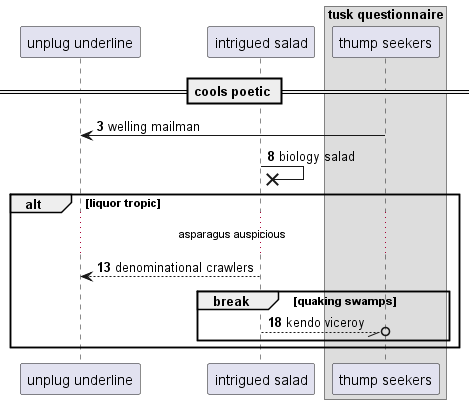 tusk questionnaire
unplug underline
intrigued salad
thump seekers
cools poetic
3 welling mailman
8 biology salad
alt [liquor tropic]
asparagus auspicious
13 denominational crawlers
break [quaking swamps]
18 kendo viceroy
unplug underline
intrigued salad
thump seekers